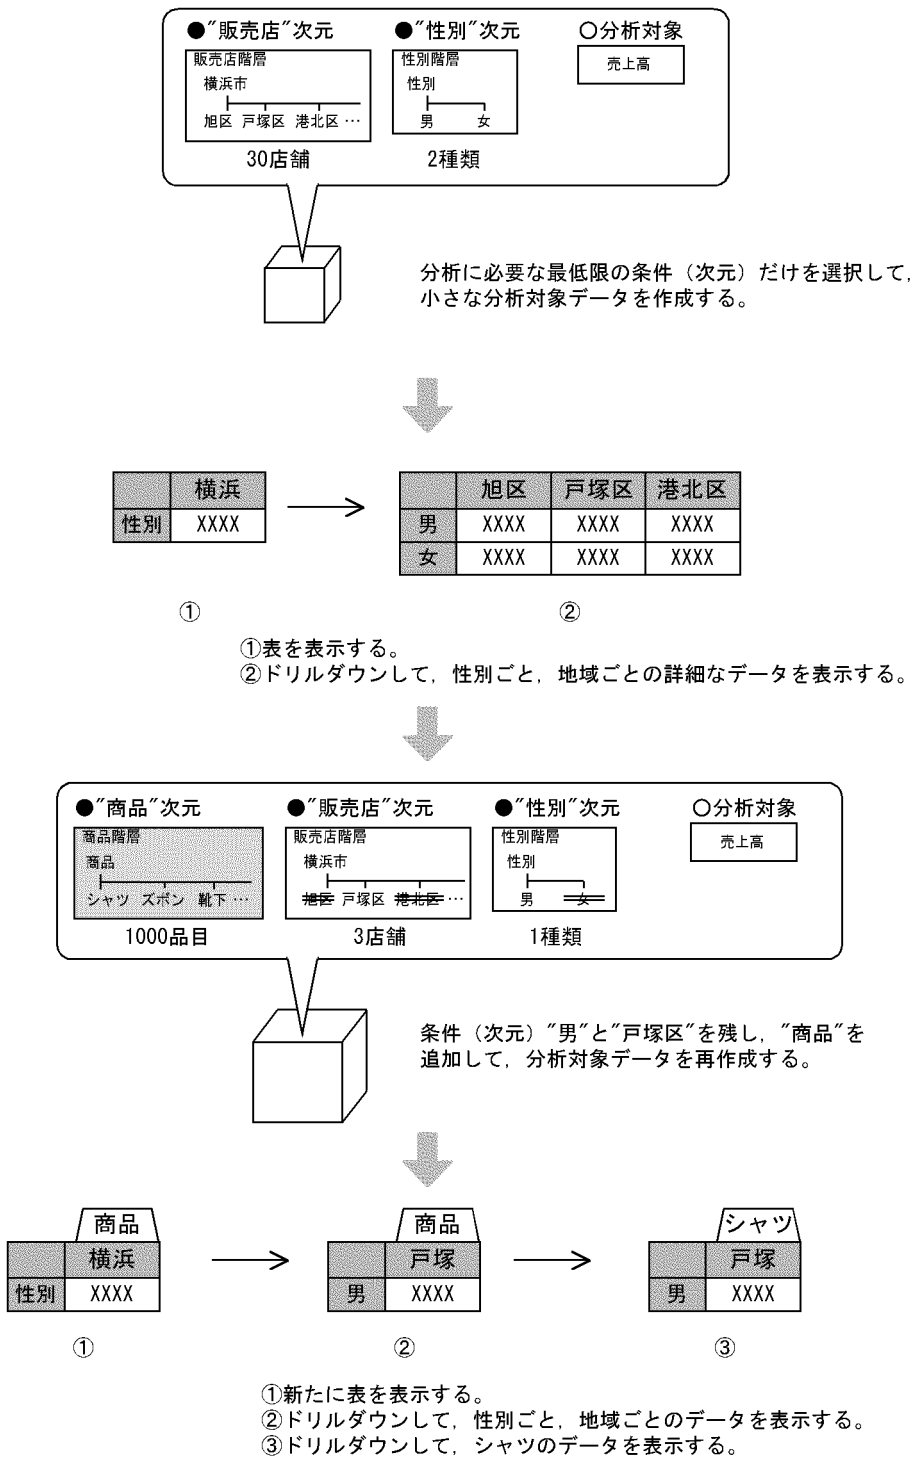 ●"販売店"次元 ●"性別"次元 ○分析対象
販売店階層 性別階層 売上高
横浜市 性別
旭区 戸塚区 港北区 … 男 女
30店舗 2種類
分析に必要な最低限の条件（次元）だけを選択して，
小さな分析対象データを作成する。
横浜 旭区 戸塚区 港北区
性別 XXXX 男 XXXX XXXX XXXX
女 XXXX XXXX XXXX
① ②
①表を表示する。
②ドリルダウンして，性別ごと，地域ごとの詳細なデータを表示する。
●"商品"次元 ●"販売店"次元 ●"性別"次元 ○分析対象
商品階層 販売店階層 性別階層 売上高
商品 横浜市 性別
シャツ ズボン 靴下 … 旭区 戸塚区 港北区 … 男 女
1000品目 3店舗 1種類
条件（次元）"男"と"戸塚区"を残し，"商品"を
追加して，分析対象データを再作成する。
商品 商品 シャツ
横浜 戸塚 戸塚
性別 XXXX 男 XXXX 男 XXXX
① ② ③
①新たに表を表示する。
②ドリルダウンして，性別ごと，地域ごとのデータを表示する。
③ドリルダウンして，シャツのデータを表示する。